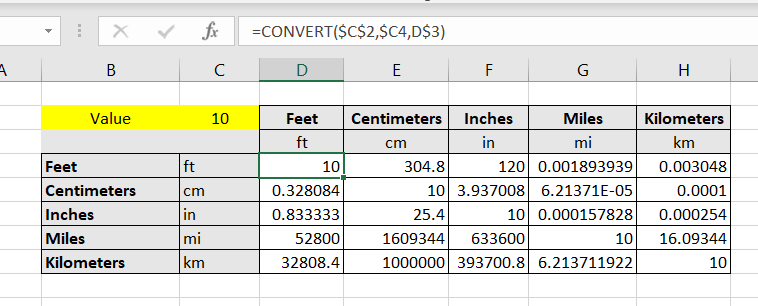 fx =CONVERT($C$2,$C4,D$3)
A B C D E F G H
Value 10 Feet Centimeters Inches Miles Kilometers
ft cm in mi km
Feet ft 10 304.8 120 0.001893939 0.003048
Centimeters cm 0.328084 10 3.937008 6.21371E-05 0.0001
Inches in 0.833333 25.4 10 0.000157828 0.000254
Miles mi 52800 1609344 633600 10 16.09344
Kilometers km 32808.4 1000000 393700.8 6.213711922 10